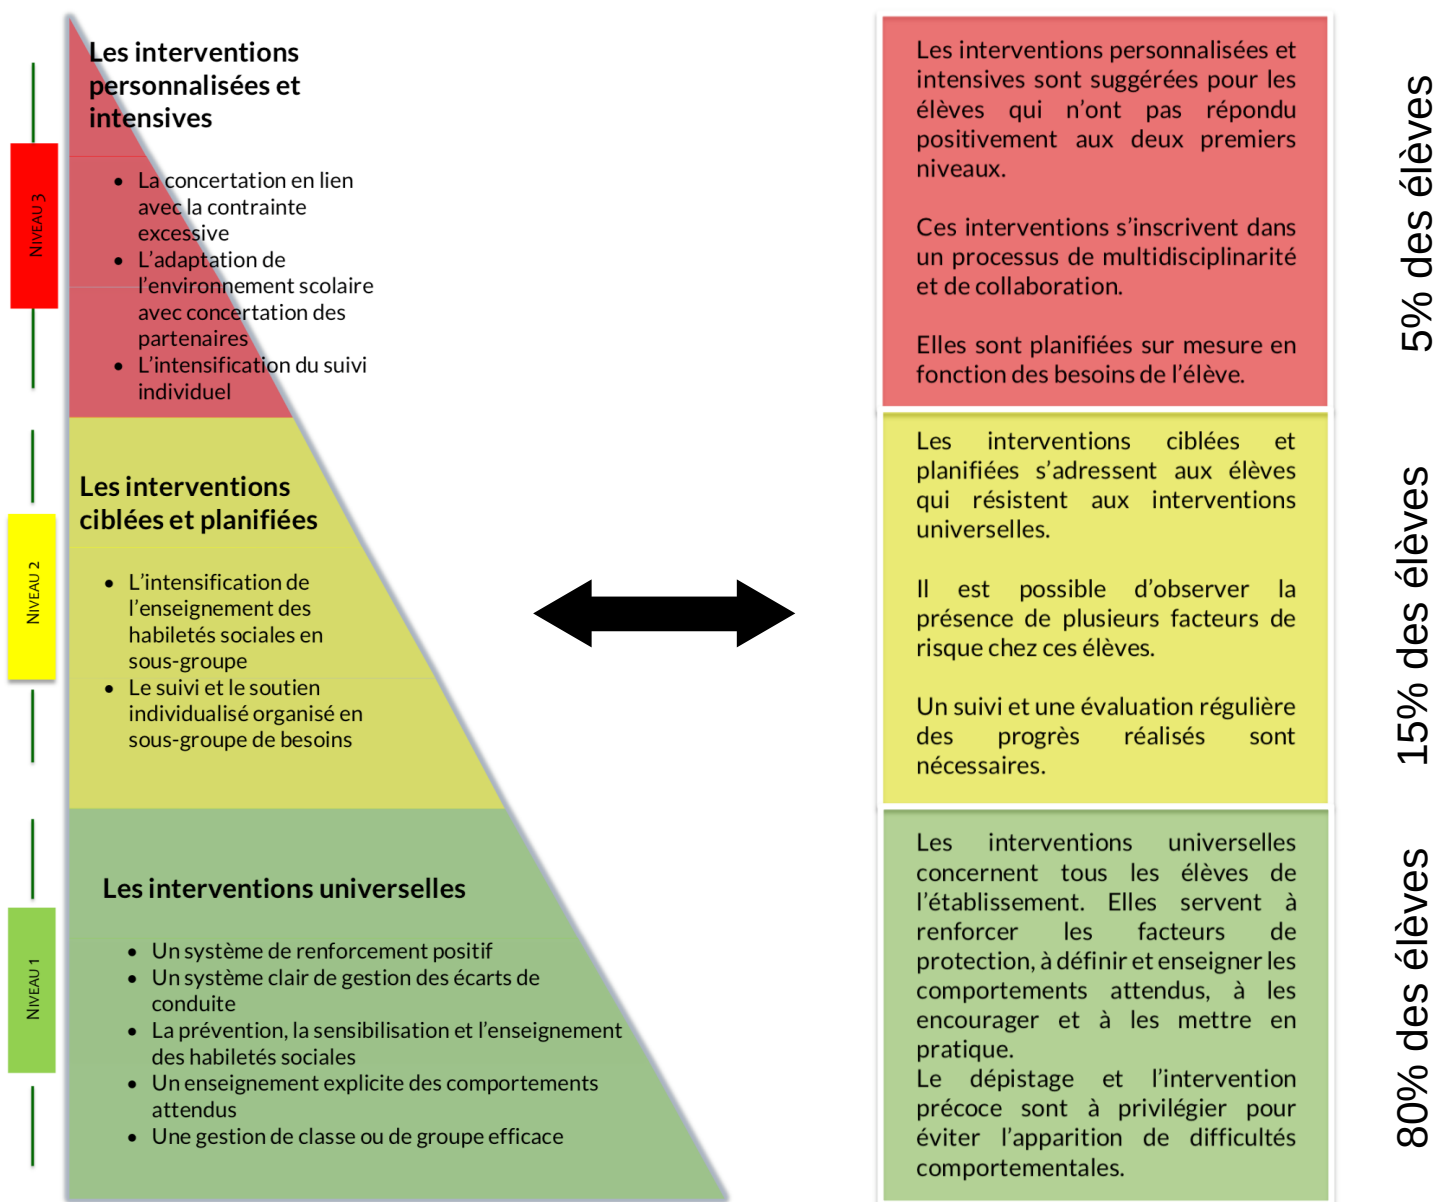 Les interventions
personnalisées et
intensives
• La concertation en lien
avec la contrainte
excessive
• L'adaptation de
l'environnement scolaire
avec concertation des
partenaires
• L'intensification du suivi
individuel
NIVEAU 3
Les interventions personnalisées et
intensives sont suggérées pour les
élèves qui n'ont pas répondu
positivement aux deux premiers
niveaux.
Ces interventions s'inscrivent dans
un processus de multidisciplinarité
et de collaboration.
Elles sont planifiées sur mesure en
fonction des besoins de l'élève.
5% des élèves
Les interventions
ciblées et planifiées
• L'intensification de
l'enseignement des
habiletés sociales en
sous-groupe
• Le suivi et le soutien
individualisé organisé en
sous-groupe de besoins
NIVEAU 2
Les interventions ciblées et
planifiées s'adressent aux élèves
qui résistent aux interventions
universelles.
Il est possible d'observer la
présence de plusieurs facteurs de
risque chez ces élèves.
Un suivi et une évaluation régulière
des progrès réalisés sont
nécessaires.
15% des élèves
Les interventions universelles
• Un système de renforcement positif
• Un système clair de gestion des écarts de
conduite
• La prévention, la sensibilisation et l'enseignement
des habiletés sociales
• Un enseignement explicite des comportements
attendus
• Une gestion de classe ou de groupe efficace
NIVEAU 1
Les interventions universelles
concernent tous les élèves de
l'établissement. Elles servent à
renforcer les facteurs de
protection, à définir et enseigner les
comportements attendus, à les
encourager et à les mettre en
pratique.
Le dépistage et l'intervention
précoce sont à privilégier pour
éviter l'apparition de difficultés
comportementales.
80% des élèves